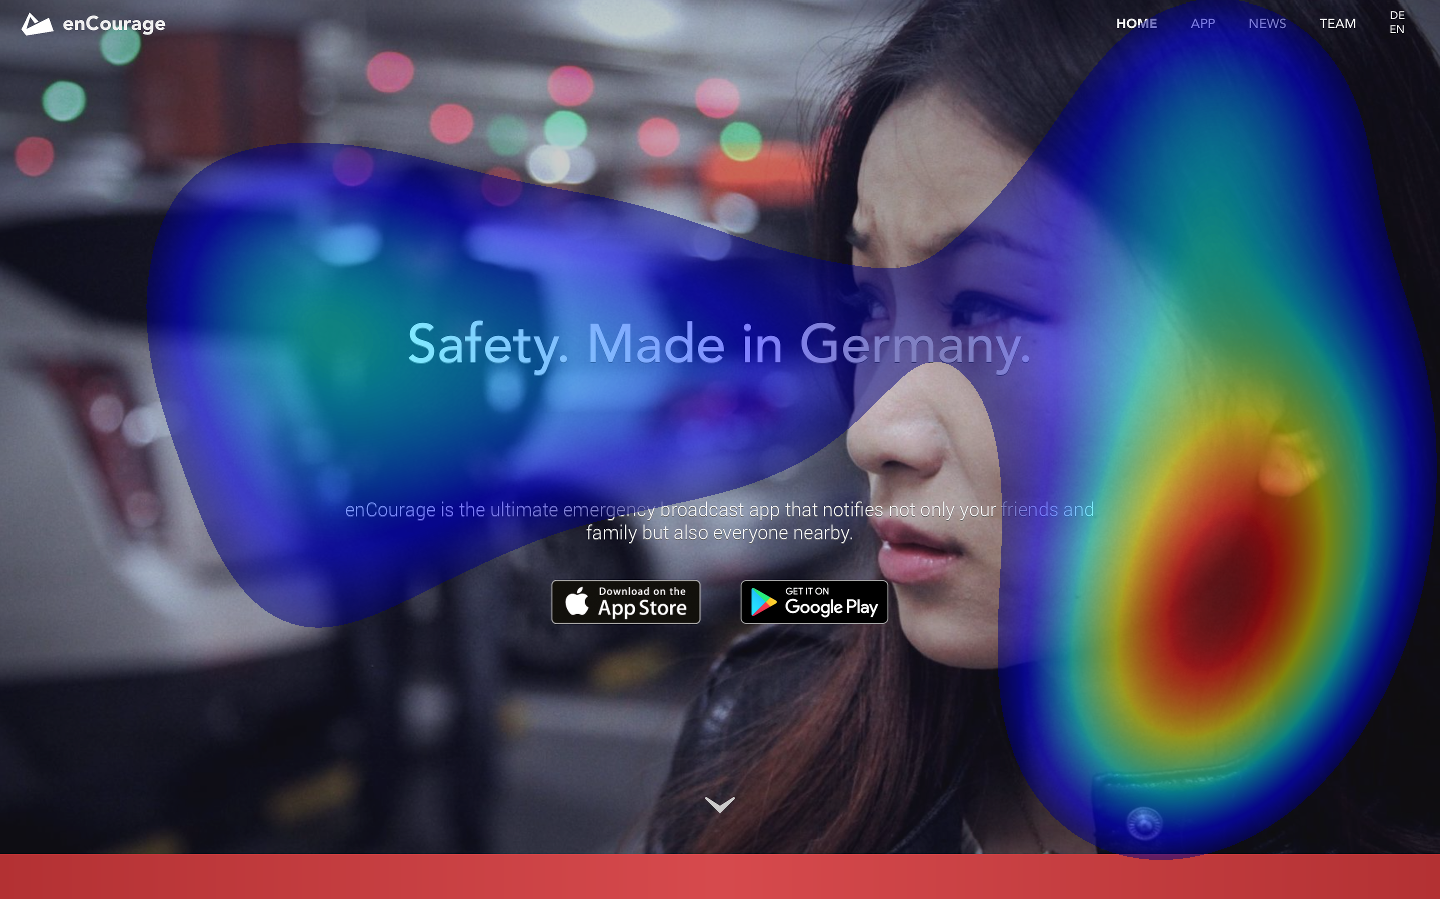 enCourage
HOME APP NEWS TEAM DE
EN
Safety. Made in Germany.
enCourage is the ultimate emergency broadcast app that notifies not only your friends and
family but also everyone nearby.
Download on the
App Store
GET IT ON
Google Play